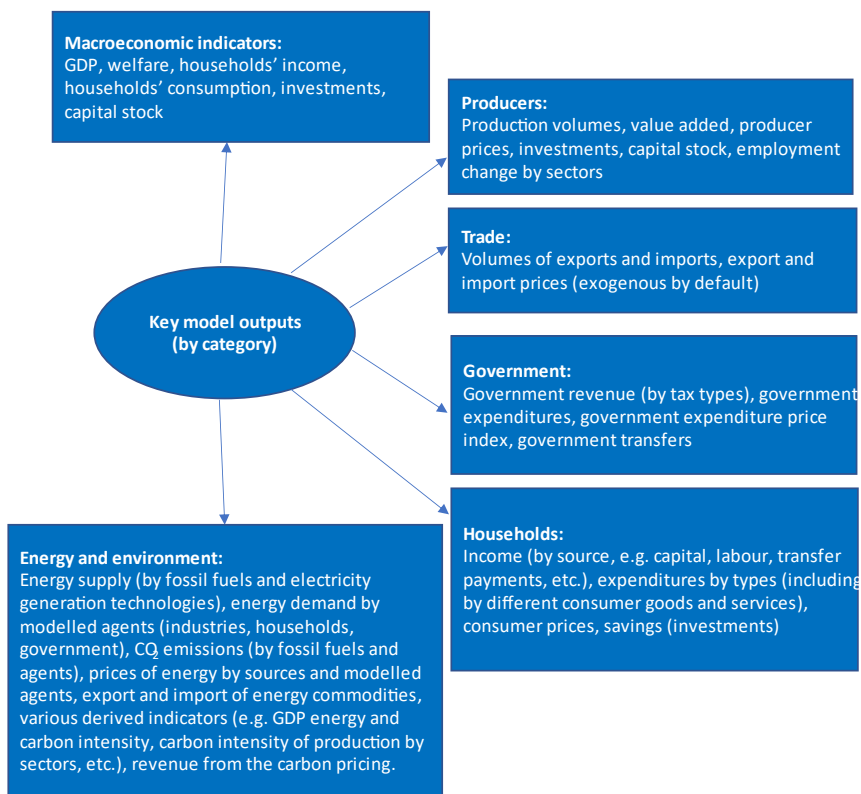 Macroeconomic indicators:
GDP, welfare, households’ income,
households’ consumption, investments,
capital stock
Producers:
Production volumes, value added, producer
prices, investments, capital stock, employment
change by sectors
Trade:
Volumes of exports and imports, export and
import prices (exogenous by default)
Key model outputs
(by category)
Government:
Government revenue (by tax types), government
expenditures, government expenditure price
index, government transfers
Households:
Income (by source, e.g. capital, labour, transfer
payments, etc.), expenditures by types (including
by different consumer goods and services),
consumer prices, savings (investments)
Energy and environment:
Energy supply (by fossil fuels and electricity
generation technologies), energy demand by
modelled agents (industries, households,
government), CO₂ emissions (by fossil fuels and
agents), prices of energy by sources and modelled
agents, export and import of energy commodities,
various derived indicators (e.g. GDP energy and
carbon intensity, carbon intensity of production by
sectors, etc.), revenue from the carbon pricing.